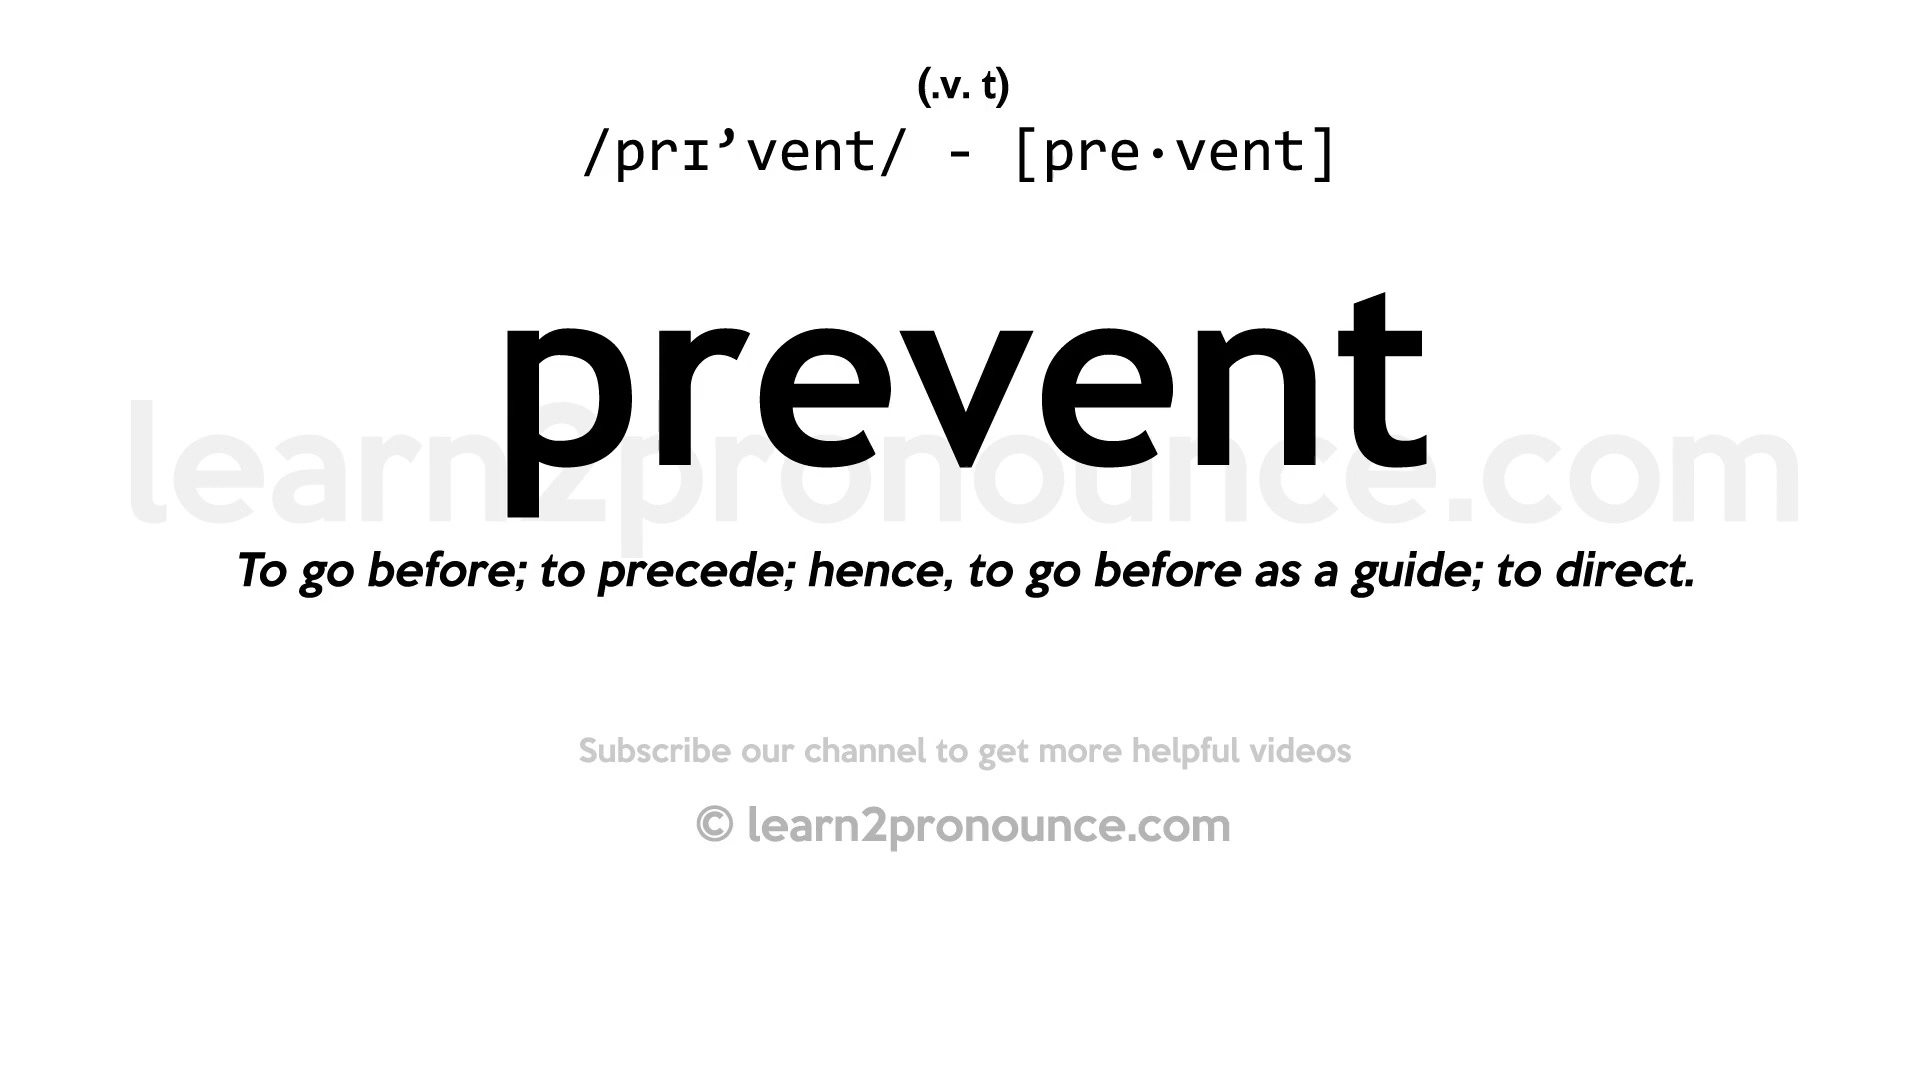 (.v. t)
/prɪ’vent/ - [pre·vent]
prevent
learn2pronounce.com
To go before; to precede; hence, to go before as a guide; to direct.
Subscribe our channel to get more helpful videos
© learn2pronounce.com